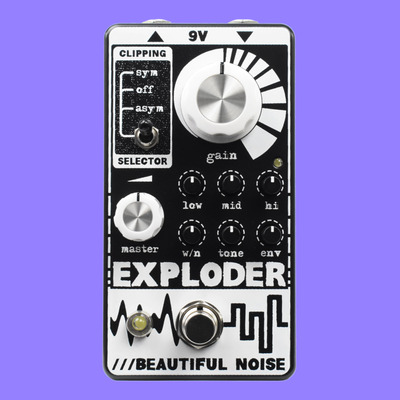 9V
CLIPPING
sym
off
asym
SELECTOR
gain
low mid hi
master
w/n tone env
EXPLODER
///BEAUTIFUL NOISE